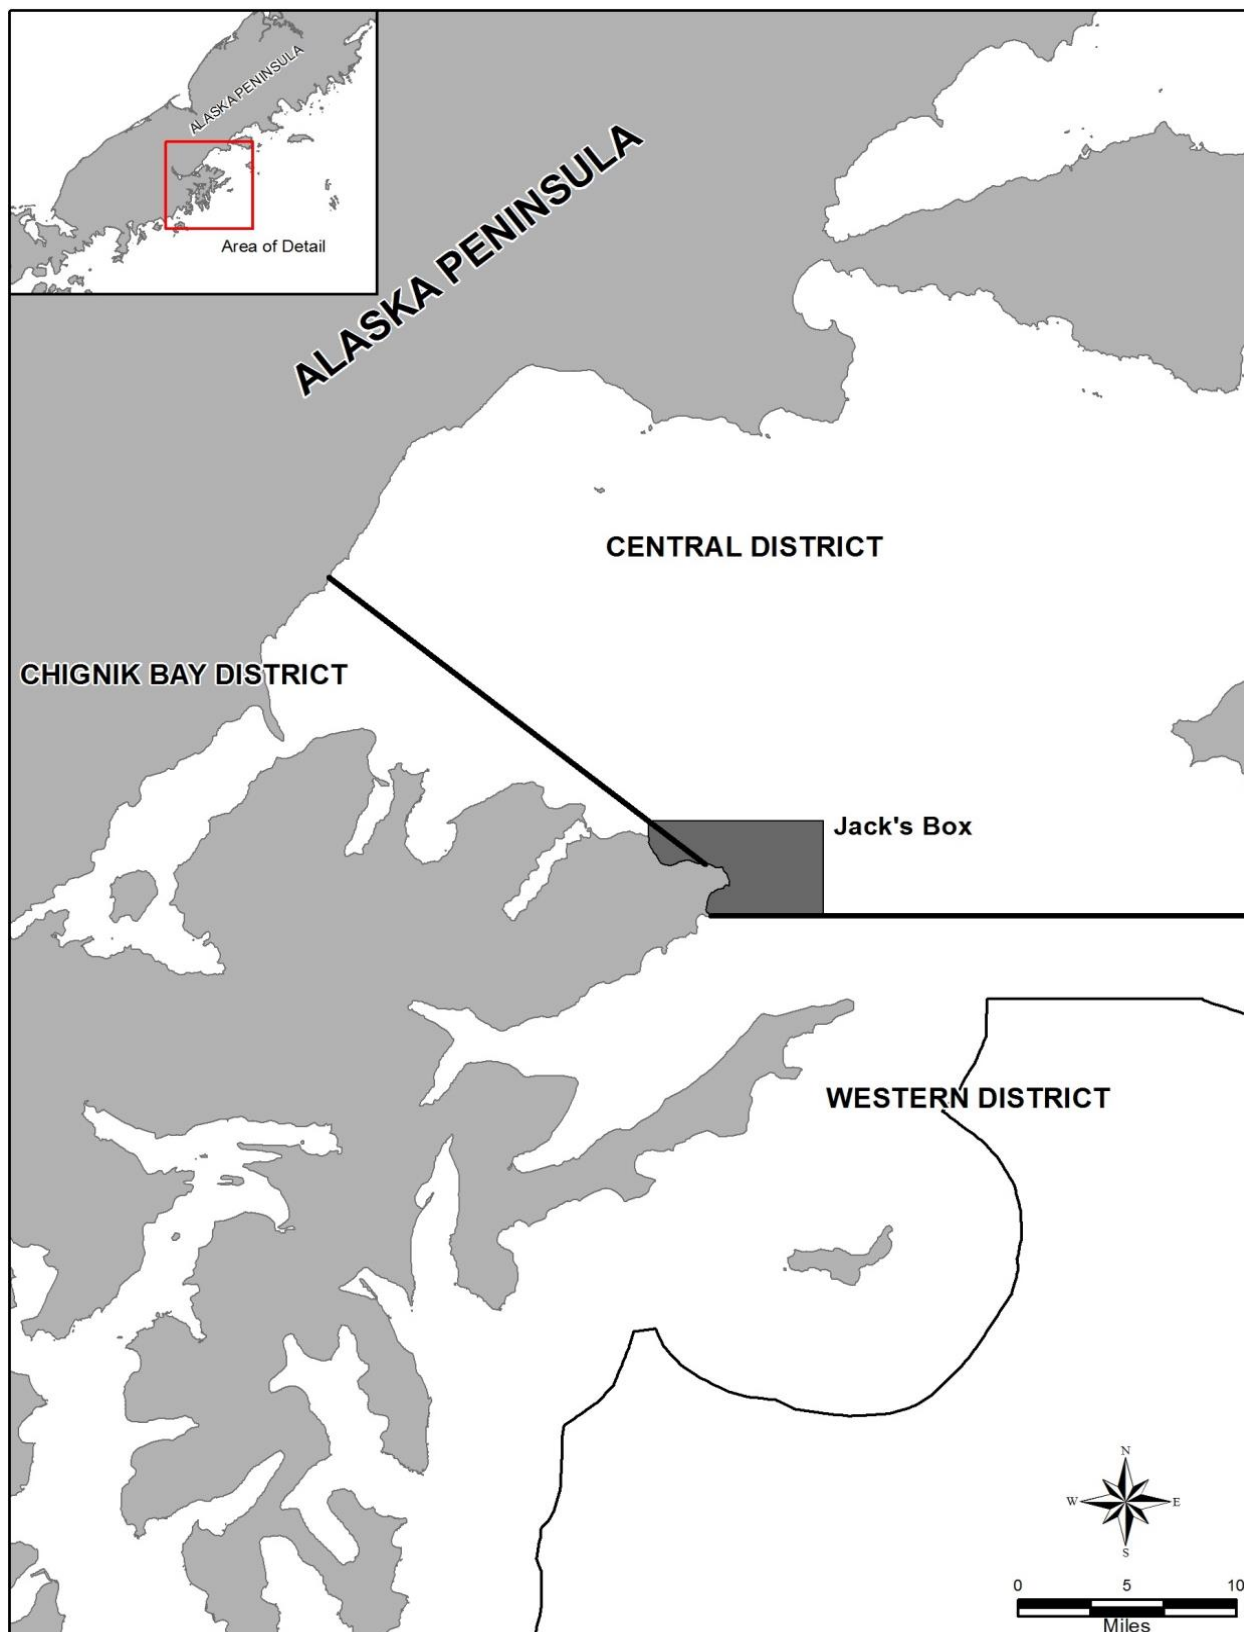 ALASKA PENINSULA
Area of Detail
ALASKA PENINSULA
CENTRAL DISTRICT
CHIGNIK BAY DISTRICT
Jack's Box
WESTERN DISTRICT
N
W E
S
0 5 10
Miles